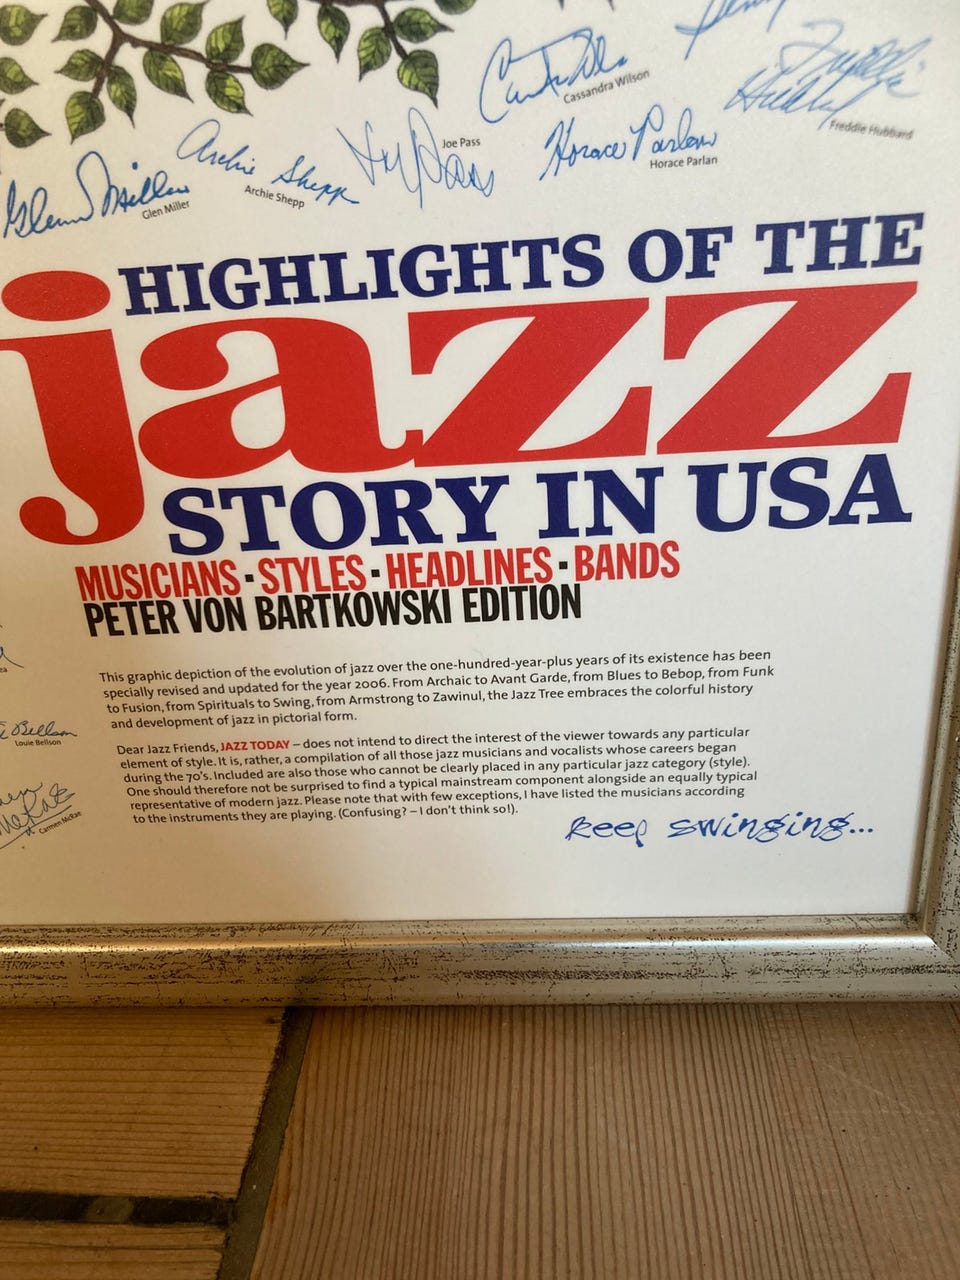 Cassandra Wilson
Freddie Hubbard
Joe Pass
Horace Parlan
Horace Parlan
Archie Shepp
Archie Shepp
Glenn Miller
Glen Miller
HIGHLIGHTS OF THE
jazz
STORY IN USA
MUSICIANS · STYLES · HEADLINES · BANDS
PETER VON BARTKOWSKI EDITION
This graphic depiction of the evolution of jazz over the one-hundred-year-plus years of its existence has been
specially revised and updated for the year 2006. From Archaic to Avant Garde, from Blues to Bebop, from Funk
to Fusion, from Spirituals to Swing, from Armstrong to Zawinul, the Jazz Tree embraces the colorful history
and development of jazz in pictorial form.
Louie Bellson
Dear Jazz Friends, JAZZ TODAY – does not intend to direct the interest of the viewer towards any particular
element of style. It is, rather, a compilation of all those jazz musicians and vocalists whose careers began
during the 70's. Included are also those who cannot be clearly placed in any particular jazz category (style).
One should therefore not be surprised to find a typical mainstream component alongside an equally typical
representative of modern jazz. Please note that with few exceptions, I have listed the musicians according
to the instruments they are playing. (Confusing? – I don't think so!).
Carmen McRae
Keep swinging...